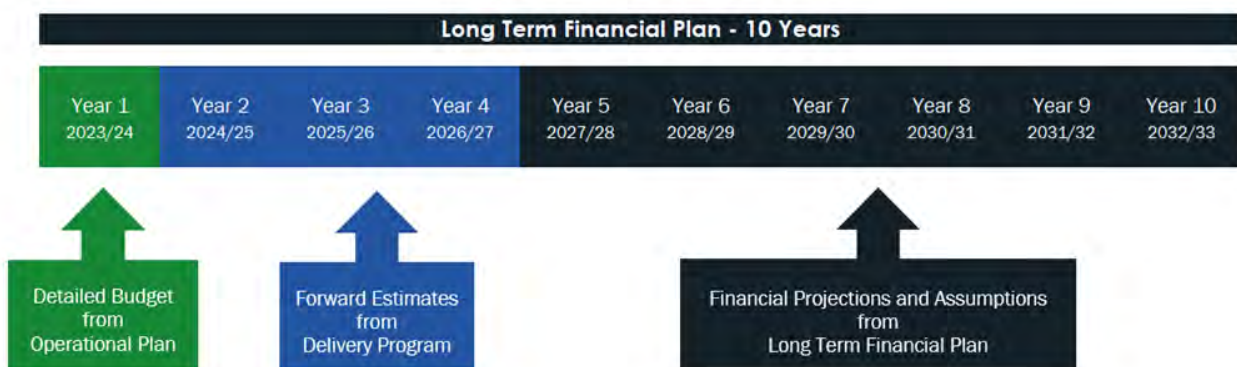 Long Term Financial Plan - 10 Years
Year 1
2023/24
Year 2
2024/25
Year 3
2025/26
Year 4
2026/27
Year 5
2027/28
Year 6
2028/29
Year 7
2029/30
Year 8
2030/31
Year 9
2031/32
Year 10
2032/33
Detailed Budget
from
Operational Plan
Forward Estimates
from
Delivery Program
Financial Projections and Assumptions
from
Long Term Financial Plan